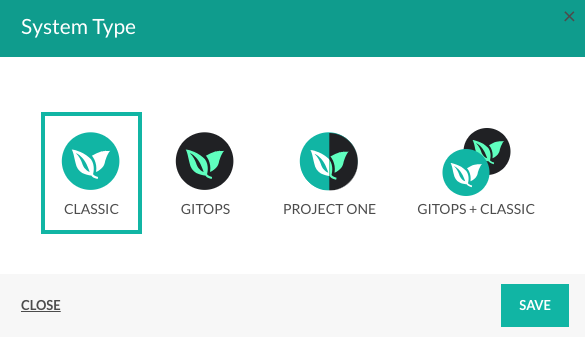 System Type
CLASSIC
GITOPS
PROJECT ONE
GITOPS + CLASSIC
CLOSE
SAVE